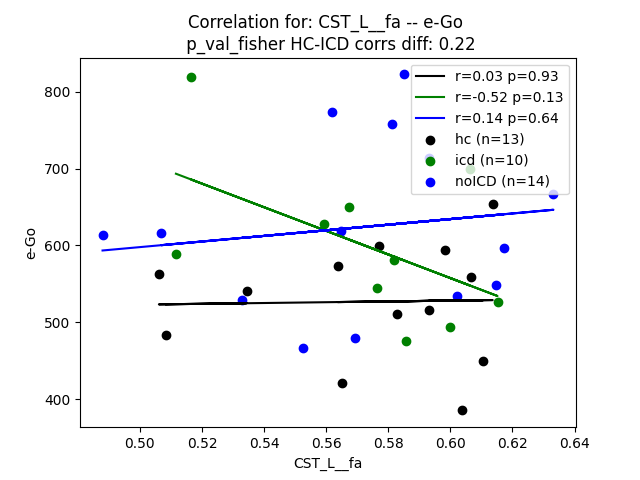 Correlation for: CST_L__fa -- e-Go
p_val_fisher HC-ICD corrs diff: 0.22
r=0.03 p=0.93
r=-0.52 p=0.13
r=0.14 p=0.64
hc (n=13)
icd (n=10)
noICD (n=14)
800
700
600
500
400
e-Go
0.50 0.52 0.54 0.56 0.58 0.60 0.62 0.64
CST_L__fa